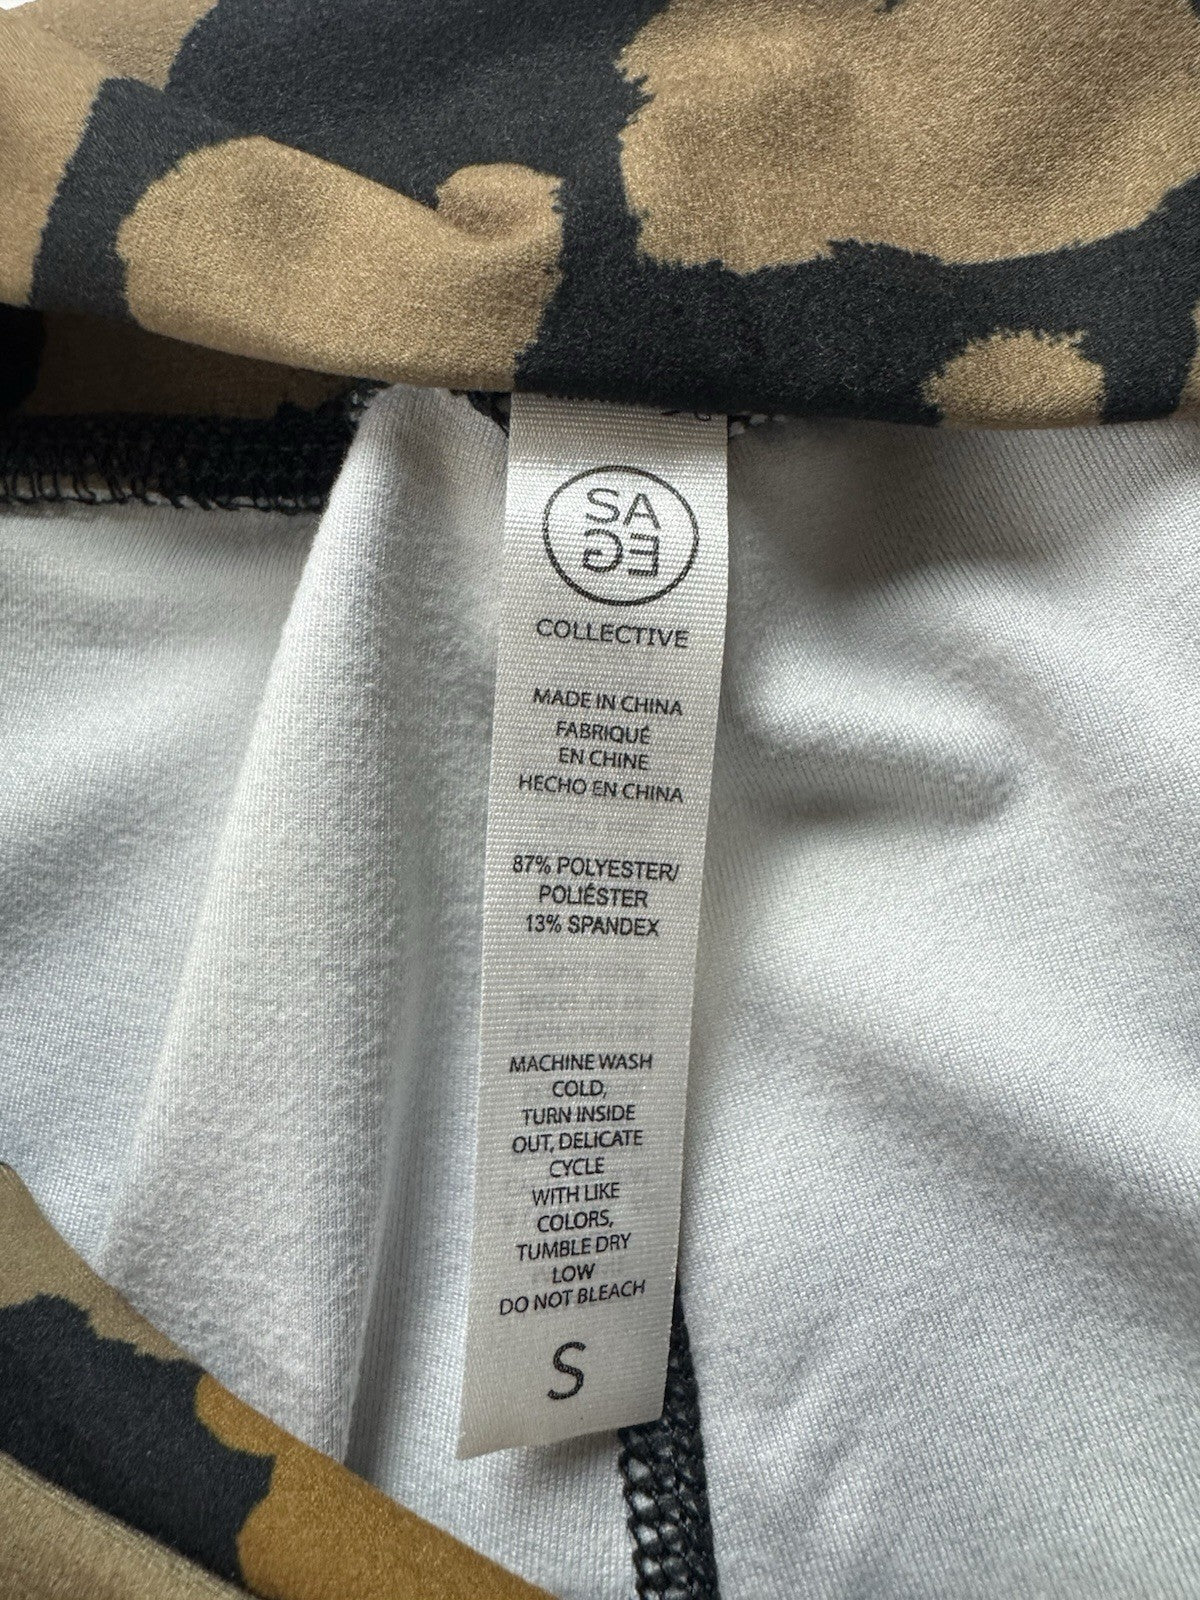 SA
GE
COLLECTIVE
MADE IN CHINA
FABRIQUÉ
EN CHINE
HECHO EN CHINA
87% POLYESTER/
POLIÉSTER
13% SPANDEX
MACHINE WASH
COLD,
TURN INSIDE
OUT, DELICATE
CYCLE
WITH LIKE
COLORS,
TUMBLE DRY
LOW
DO NOT BLEACH
S